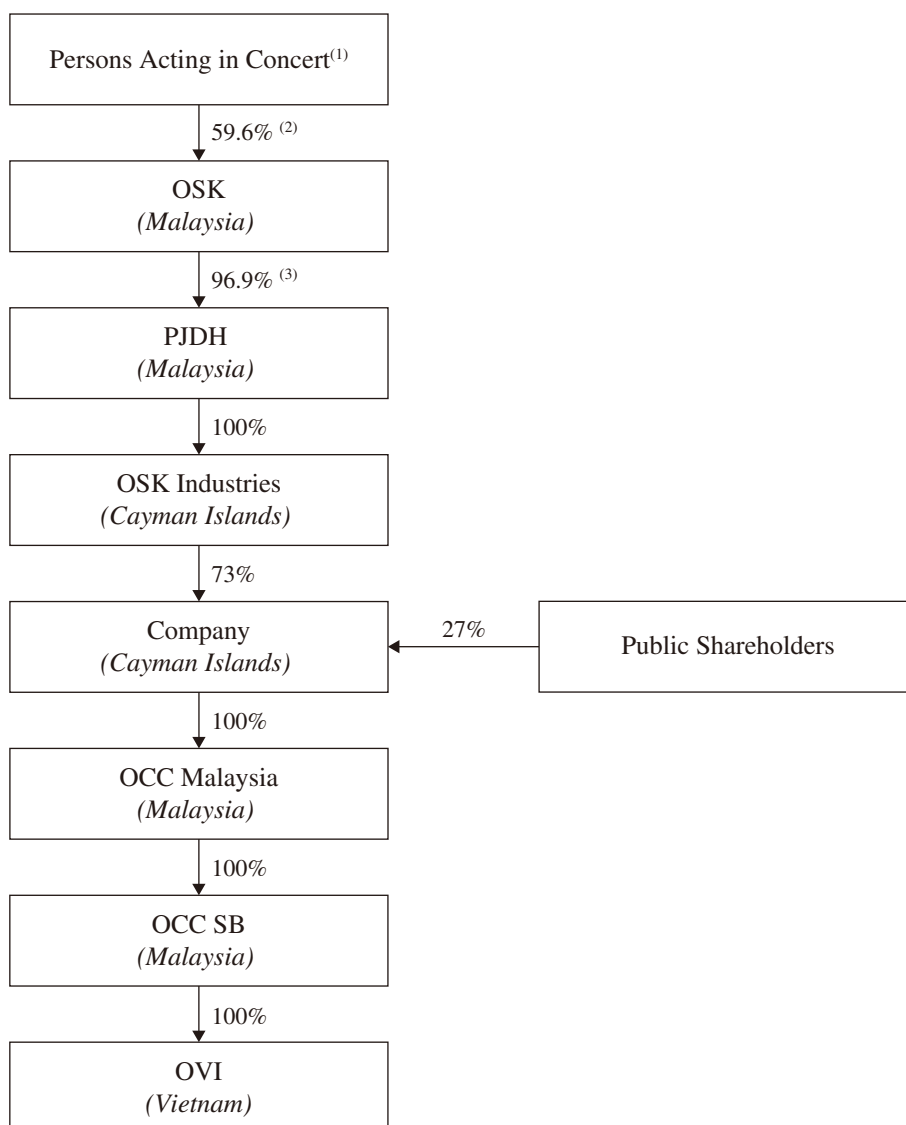 Persons Acting in Concert(1)
59.6% (2)
OSK
(Malaysia)
96.9% (3)
PJDH
(Malaysia)
100%
OSK Industries
(Cayman Islands)
73%
Company
(Cayman Islands)
27%
Public Shareholders
100%
OCC Malaysia
(Malaysia)
100%
OCC SB
(Malaysia)
100%
OVI
(Vietnam)